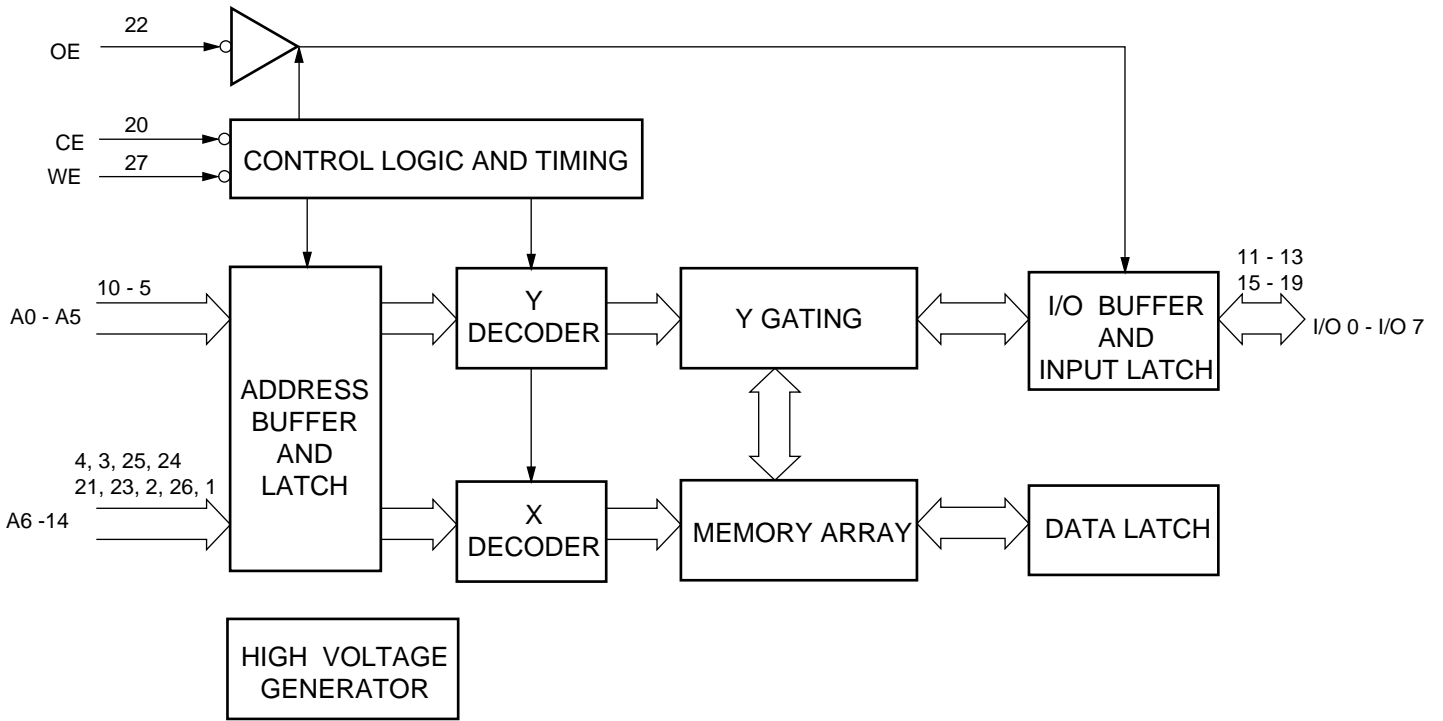 22
OE
20
CE
CONTROL LOGIC AND TIMING
27
WE
10 - 5
A0 - A5
ADDRESS
BUFFER
AND
LATCH
Y
DECODER
Y GATING
I/O BUFFER
AND
INPUT LATCH
11 - 13
15 - 19
I/O 0 - I/O 7
4, 3, 25, 24
21, 23, 2, 26, 1
A6 -14
X
DECODER
MEMORY ARRAY
DATA LATCH
HIGH VOLTAGE
GENERATOR